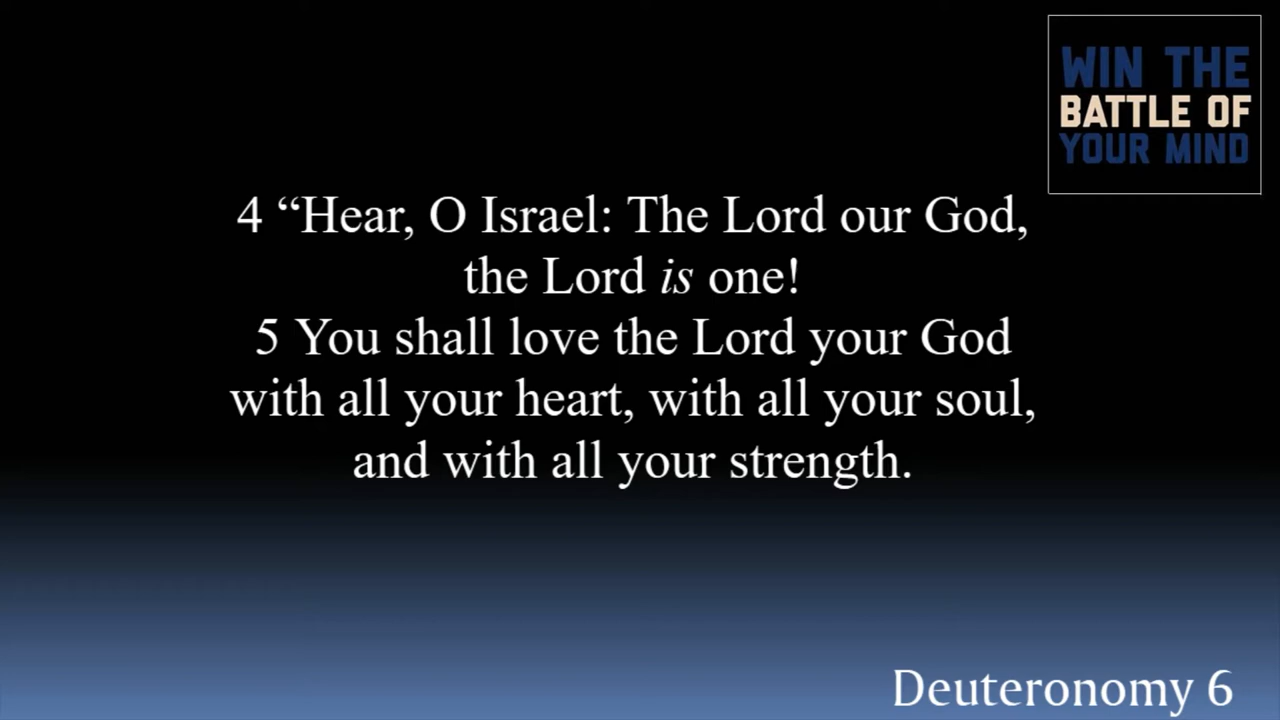 WIN THE
BATTLE OF
YOUR MIND
4 “Hear, O Israel: The Lord our God,
the Lord is one!
5 You shall love the Lord your God
with all your heart, with all your soul,
and with all your strength.
Deuteronomy 6